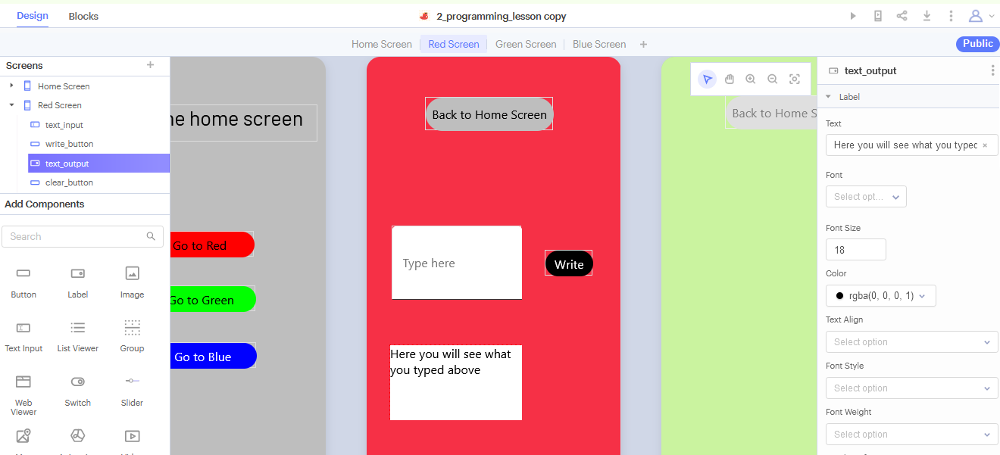 Design
Blocks
2_programming_lesson copy
Home Screen
Red Screen
Green Screen
Blue Screen
Public
Screens
Home Screen
Red Screen
text_input
write_button
text_output
clear_button
Add Components
Search
Button
Label
Image
Text Input
List Viewer
Group
Web
Viewer
Switch
Slider
home screen
Go to Red
Go to Green
Go to Blue
Back to Home Screen
Type here
Write
Here you will see what
you typed above
Back to Home S
text_output
Label
Text
Here you will see what you typed
Font
Select opt...
Font Size
18
Color
rgba(0, 0, 0, 1)
Text Align
Select option
Font Style
Select option
Font Weight
Select option